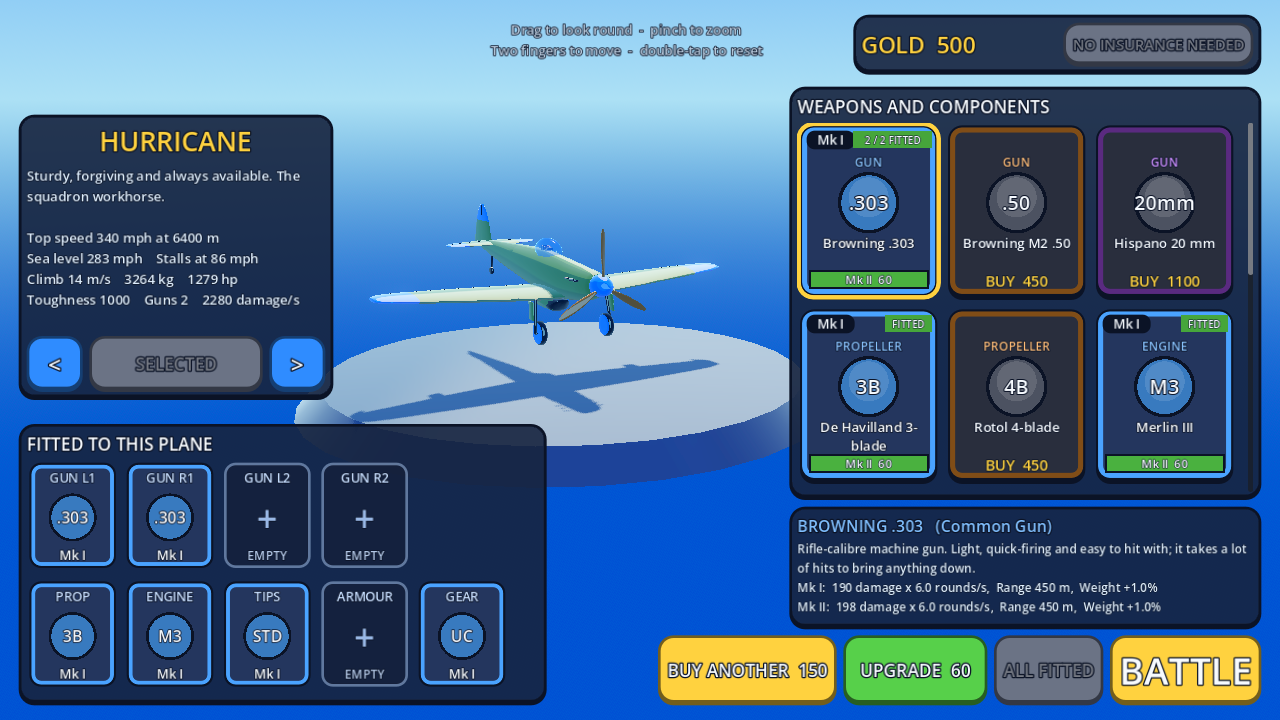 Drag to look round - pinch to zoom
Two fingers to move - double-tap to reset
GOLD 500
NO INSURANCE NEEDED
HURRICANE
Sturdy, forgiving and always available. The
squadron workhorse.
Top speed 340 mph at 6400 m
Sea level 283 mph Stalls at 86 mph
Climb 14 m/s 3264 kg 1279 hp
Toughness 1000 Guns 2 2280 damage/s
<
SELECTED
>
WEAPONS AND COMPONENTS
Mk I
2 / 2 FITTED
GUN
.303
Browning .303
Mk II 60
GUN
.50
Browning M2 .50
BUY 450
GUN
20mm
Hispano 20 mm
BUY 1100
Mk I
FITTED
PROPELLER
3B
De Havilland 3-
blade
Mk II 60
PROPELLER
4B
Rotol 4-blade
BUY 450
Mk I
FITTED
ENGINE
M3
Merlin III
Mk II 60
FITTED TO THIS PLANE
GUN L1
.303
Mk I
GUN R1
.303
Mk I
GUN L2
+
EMPTY
GUN R2
+
EMPTY
PROP
3B
Mk I
ENGINE
M3
Mk I
TIPS
STD
Mk I
ARMOUR
+
EMPTY
GEAR
UC
Mk I
BROWNING .303 (Common Gun)
Rifle-calibre machine gun. Light, quick-firing and easy to hit with; it takes a lot
of hits to bring anything down.
Mk I: 190 damage x 6.0 rounds/s, Range 450 m, Weight +1.0%
Mk II: 198 damage x 6.0 rounds/s, Range 450 m, Weight +1.0%
BUY ANOTHER 150
UPGRADE 60
ALL FITTED
BATTLE